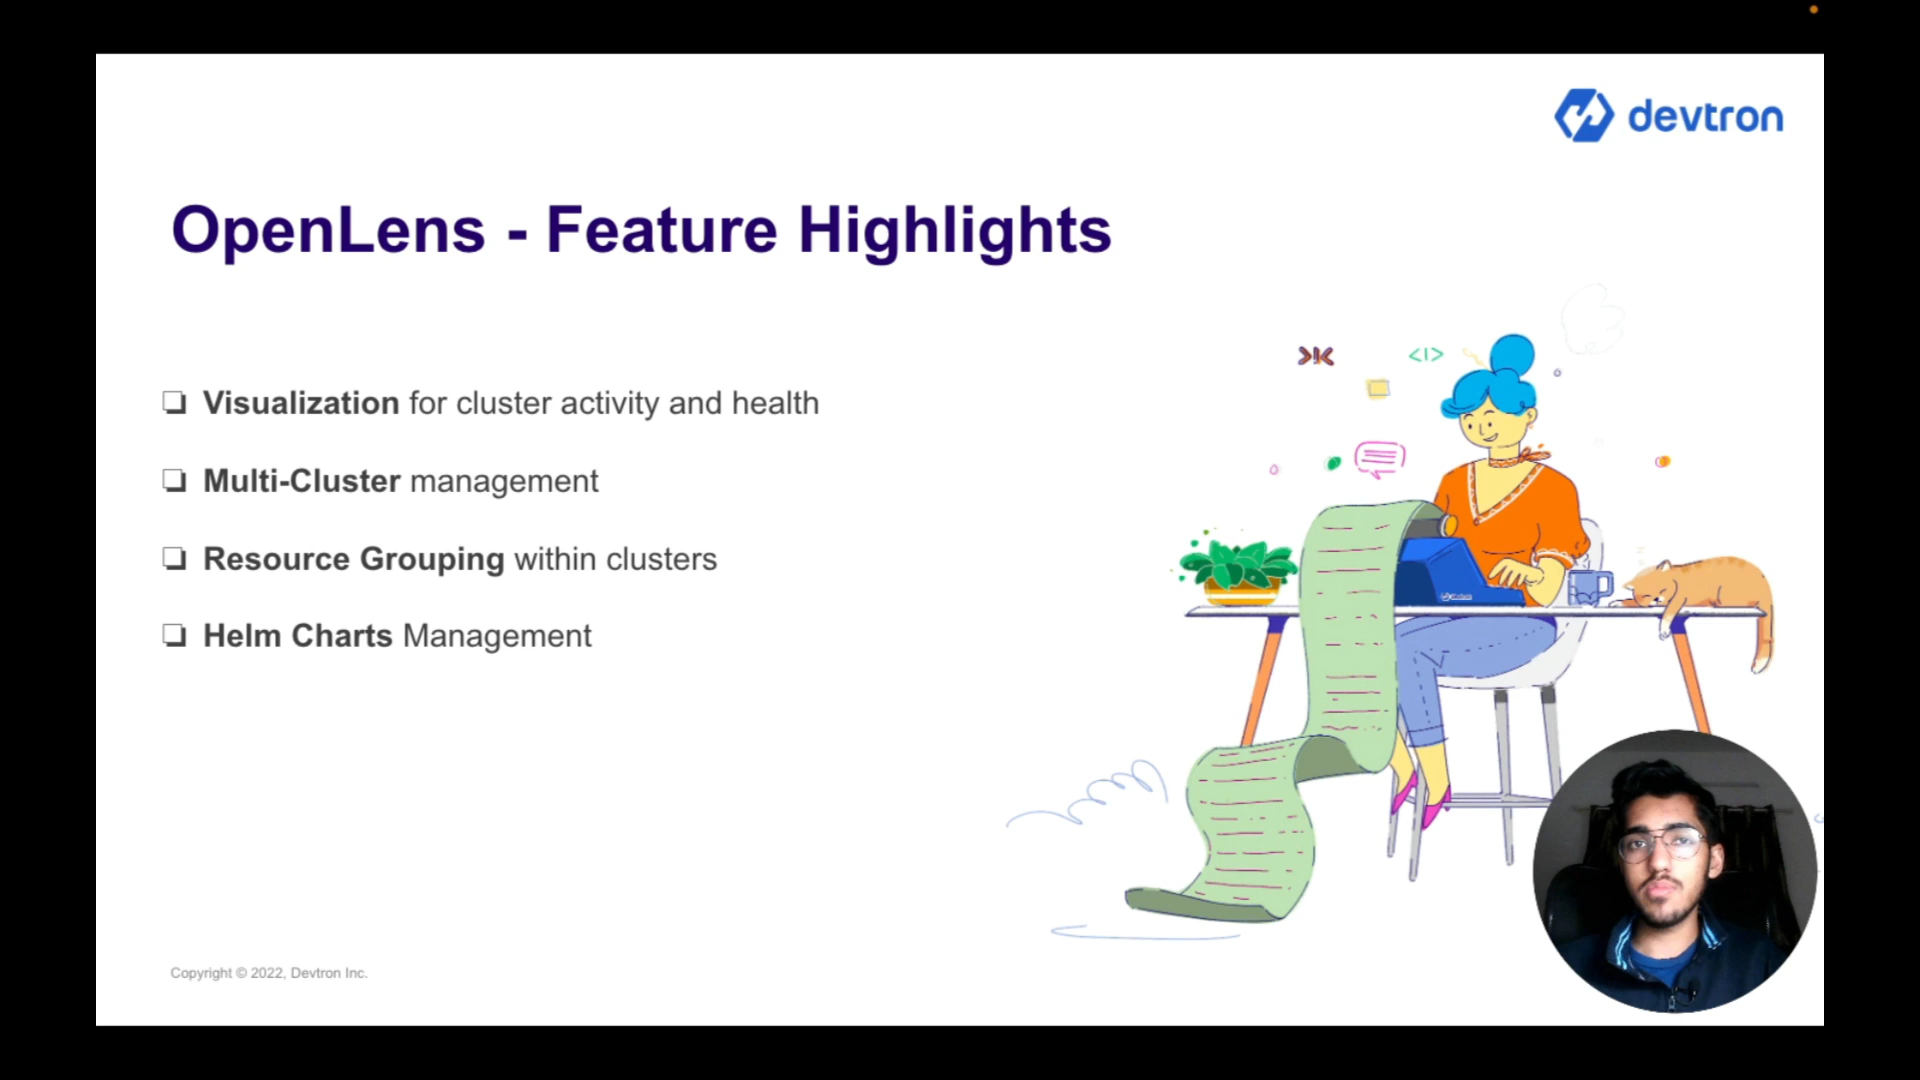 devtron
OpenLens - Feature Highlights
Visualization for cluster activity and health
Multi-Cluster management
Resource Grouping within clusters
Helm Charts Management
Copyright © 2022, Devtron Inc.